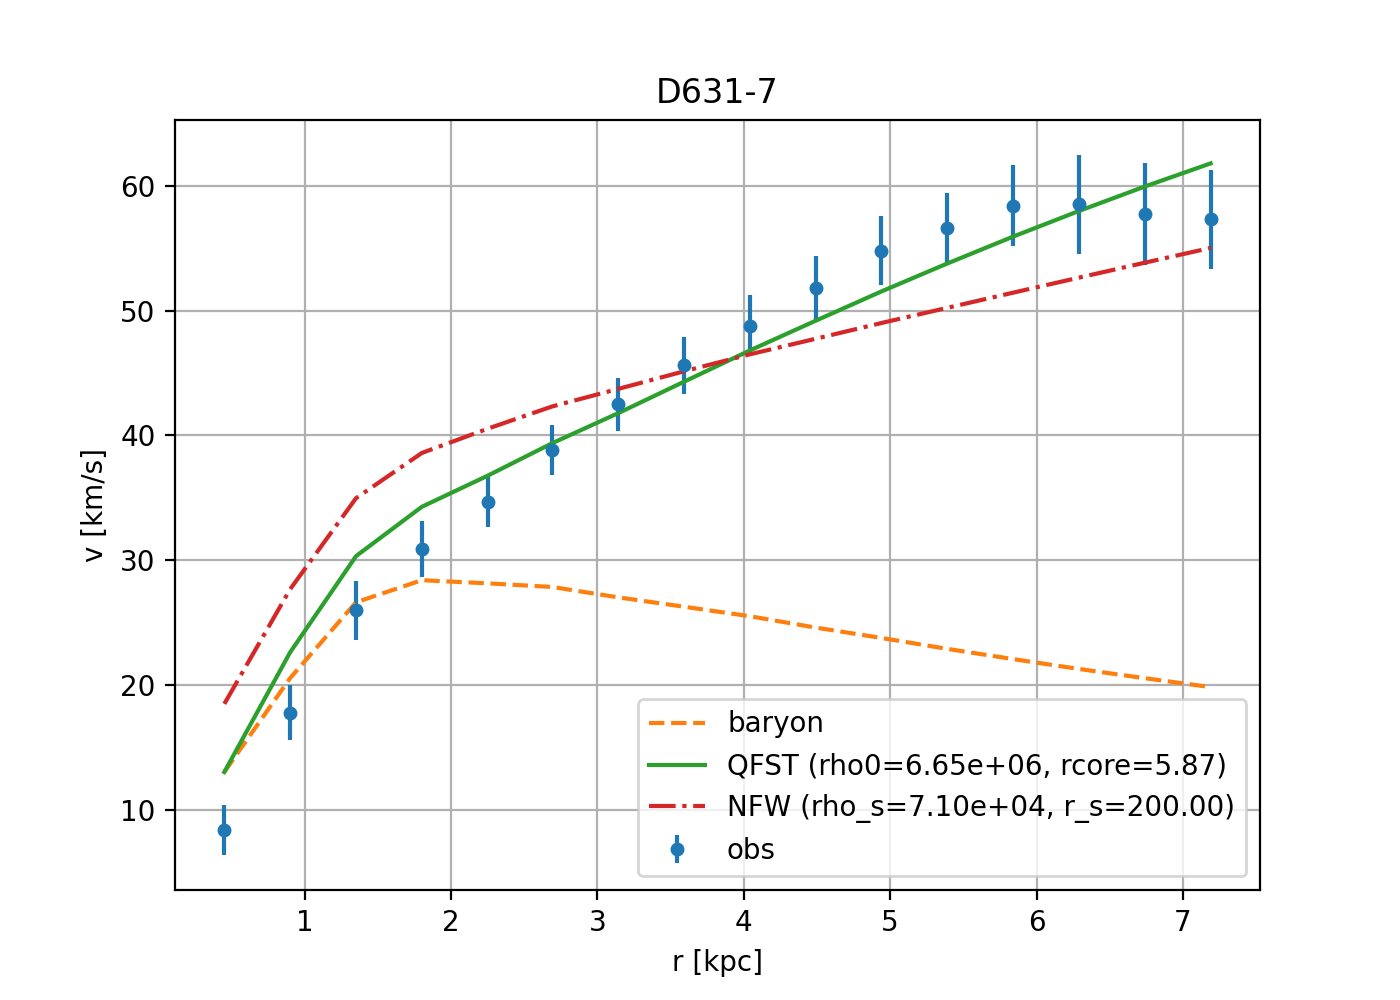 D631-7
60
50
40
30
20
10
v [km/s]
baryon
QFST (rho0=6.65e+06, rcore=5.87)
NFW (rho_s=7.10e+04, r_s=200.00)
obs
1 2 3 4 5 6 7
r [kpc]